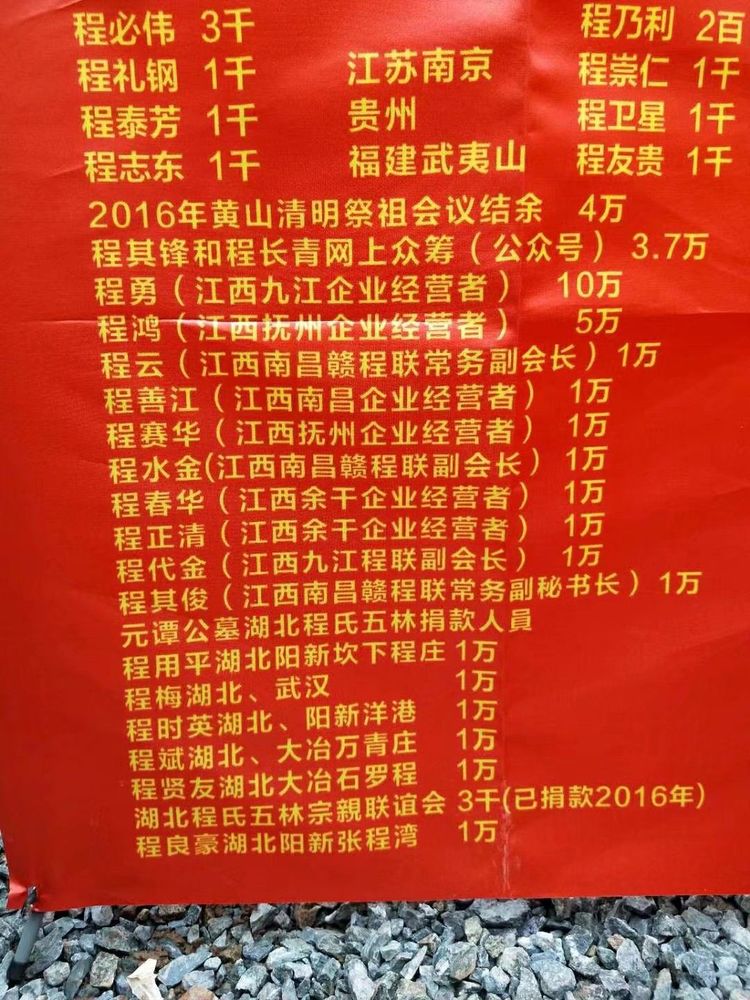 程必伟 3千 程乃利 2百
程礼钢 1千 江苏南京 程崇仁 1千
程泰芳 1千 贵州 程卫星 1千
程志东 1千 福建武夷山 程友贵 1千
2016年黄山清明祭祖会议结余 4万
程其锋和程长青网上众筹（公众号）3.7万
程勇（江西九江企业经营者） 10万
程鸿（江西抚州企业经营者） 5万
程云（江西南昌赣程联常务副会长）1万
程善江（江西南昌企业经营者） 1万
程赛华（江西抚州企业经营者） 1万
程水金(江西南昌赣程联副会长） 1万
程春华（江西余干企业经营者） 1万
程正清（江西余干企业经营者） 1万
程代金（江西九江程联副会长） 1万
程其俊（江西南昌赣程联常务副秘书长）1万
元谭公墓湖北程氏五林捐款人員
程用平湖北阳新坎下程庄 1万
程梅湖北、武汉 1万
程时英湖北、阳新洋港 1万
程斌湖北、大冶万青庄 1万
程贤友湖北大冶石罗程 1万
湖北程氏五林宗親联谊会 3千(已捐款2016年)
程良豪湖北阳新张程湾 1万